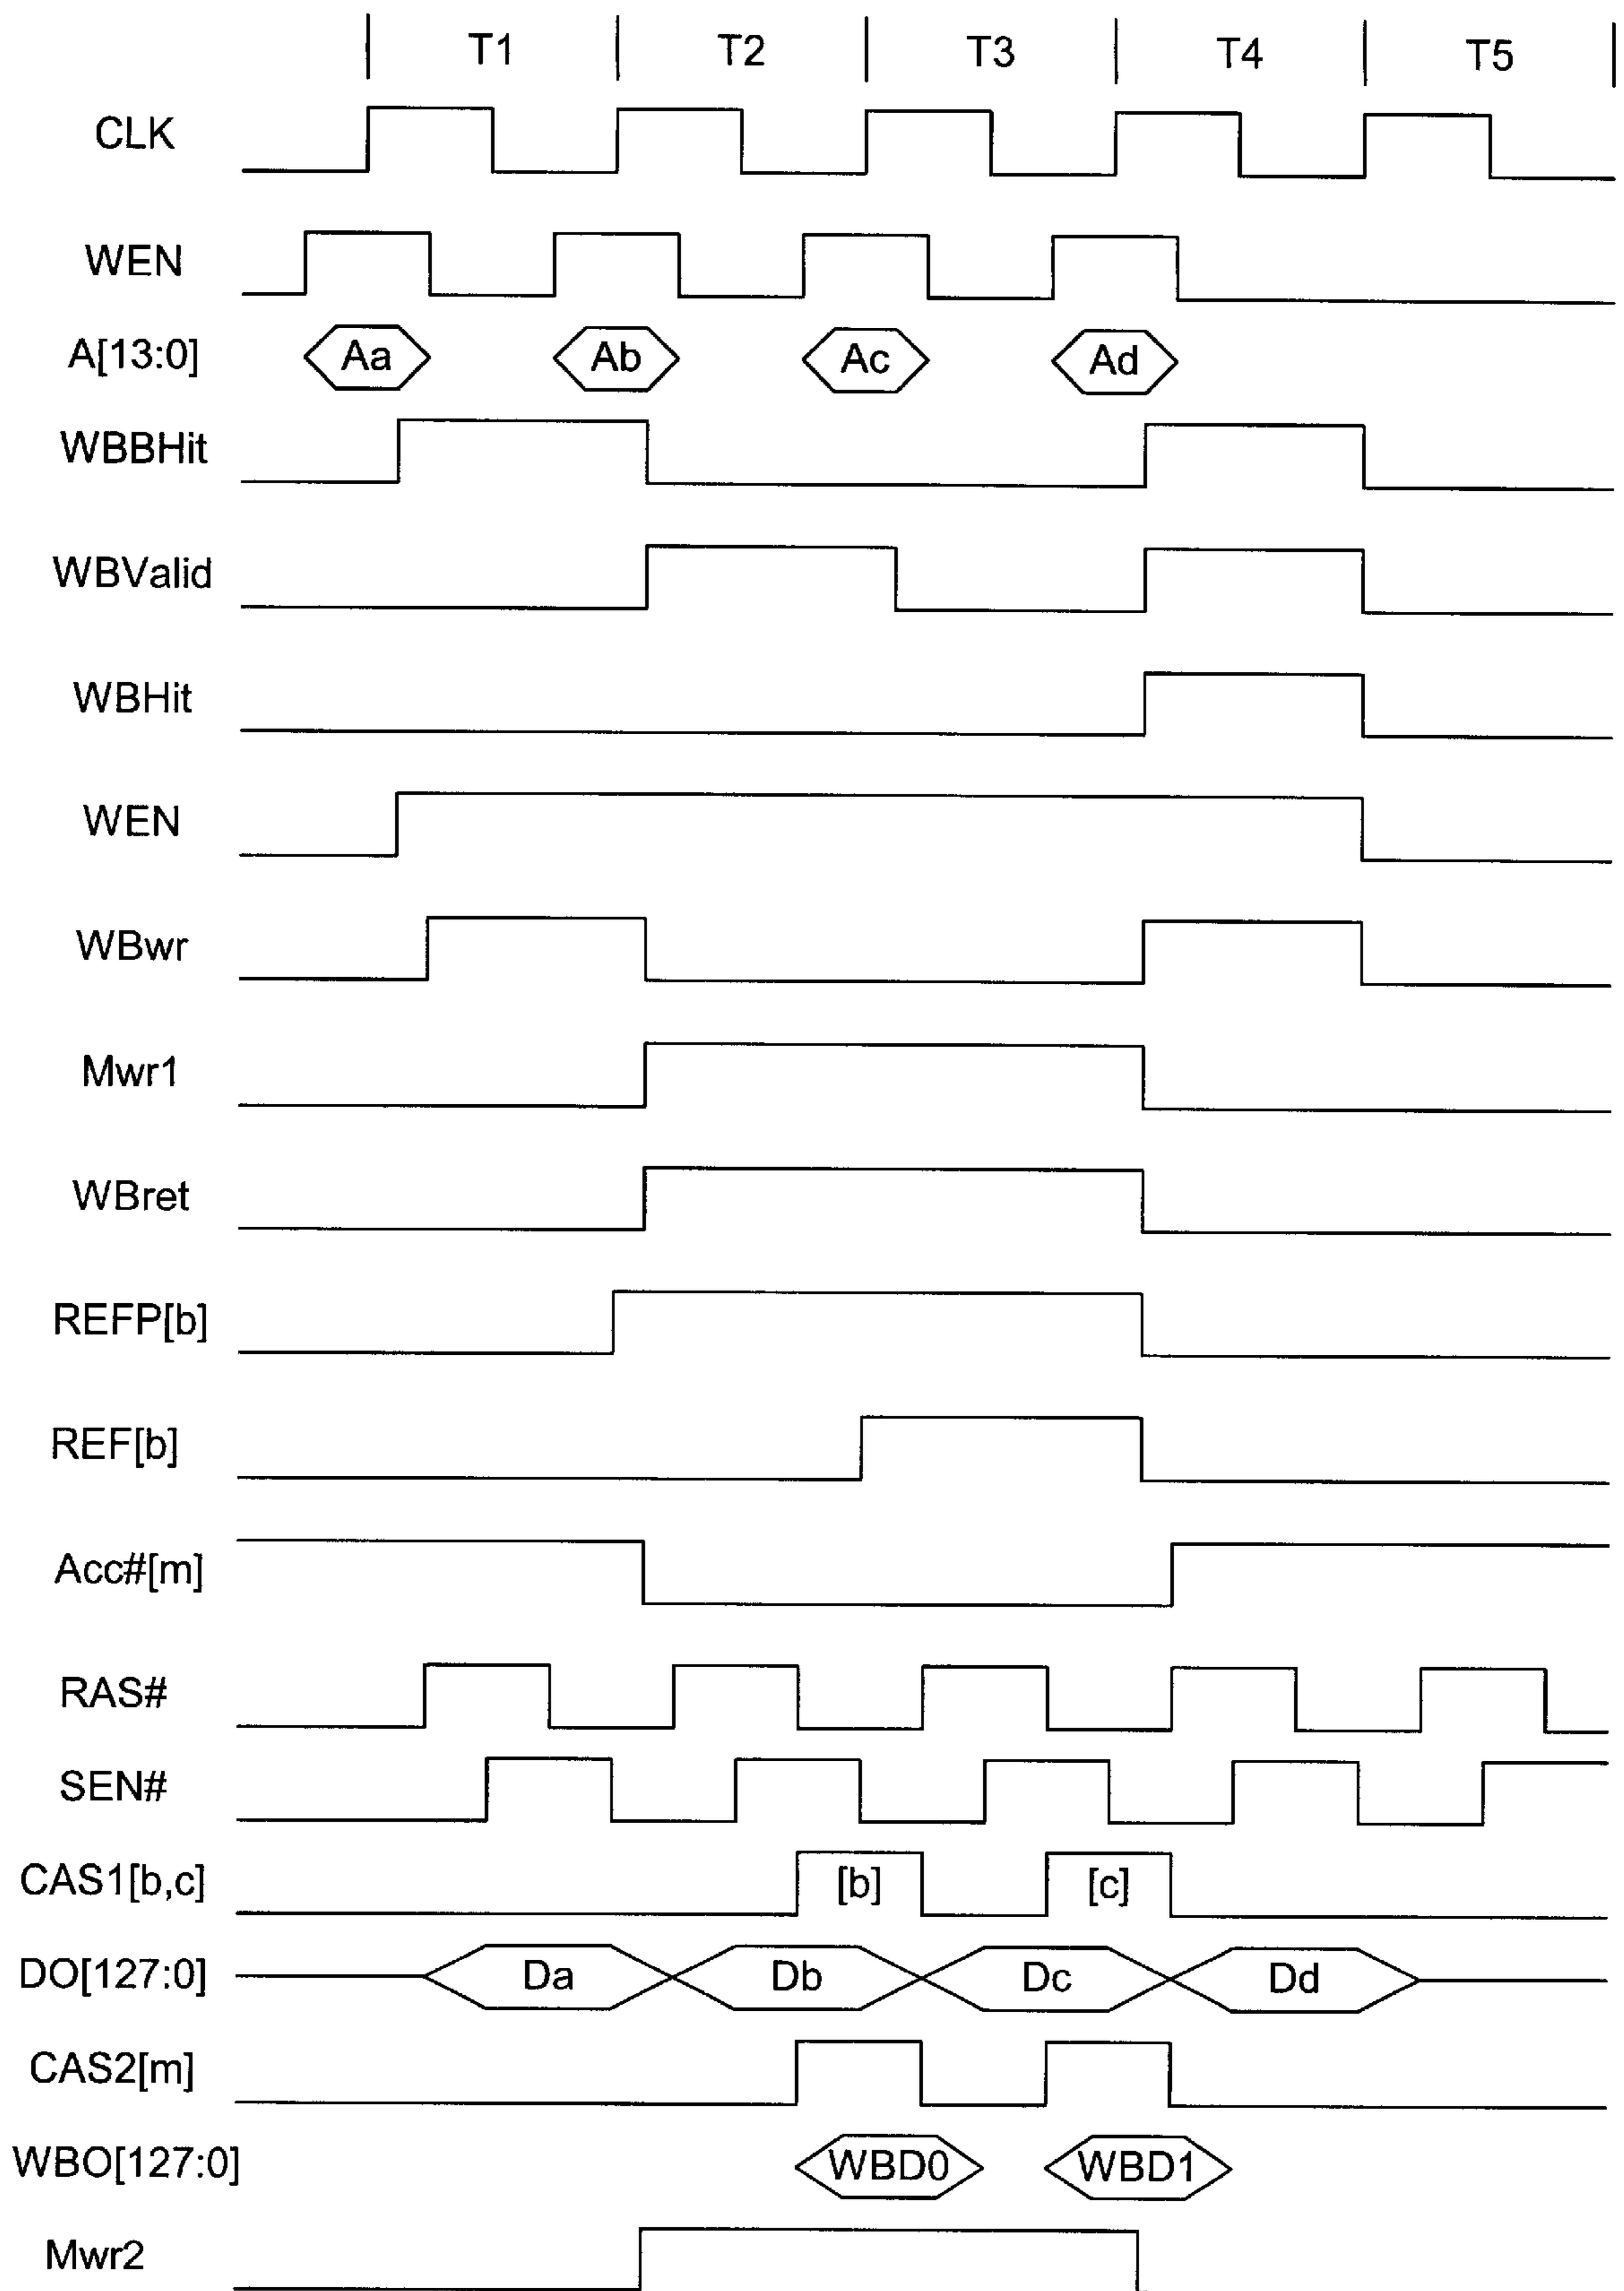 T1 T2 T3 T4 T5
CLK
WEN
A[13:0] Aa Ab Ac Ad
WBBHit
WBValid
WBHit
WEN
WBwr
Mwr1
WBret
REFP[b]
REF[b]
Acc#[m]
RAS#
SEN#
CAS1[b,c] [b] [c]
DO[127:0] Da Db Dc Dd
CAS2[m]
WBO[127:0] WBD0 WBD1
Mwr2